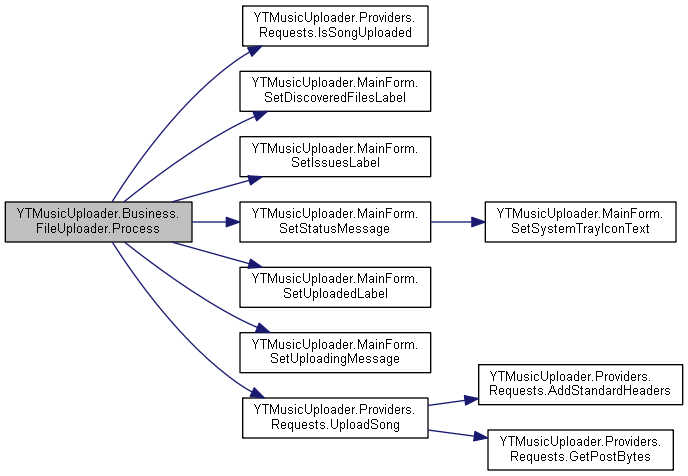 YTMusicUploader.Providers.
Requests.IsSongUploaded
YTMusicUploader.MainForm.
SetDiscoveredFilesLabel
YTMusicUploader.MainForm.
SetIssuesLabel
YTMusicUploader.Business.
FileUploader.Process
YTMusicUploader.MainForm.
SetStatusMessage
YTMusicUploader.MainForm.
SetSystemTrayIconText
YTMusicUploader.MainForm.
SetUploadedLabel
YTMusicUploader.MainForm.
SetUploadingMessage
YTMusicUploader.Providers.
Requests.UploadSong
YTMusicUploader.Providers.
Requests.AddStandardHeaders
YTMusicUploader.Providers.
Requests.GetPostBytes